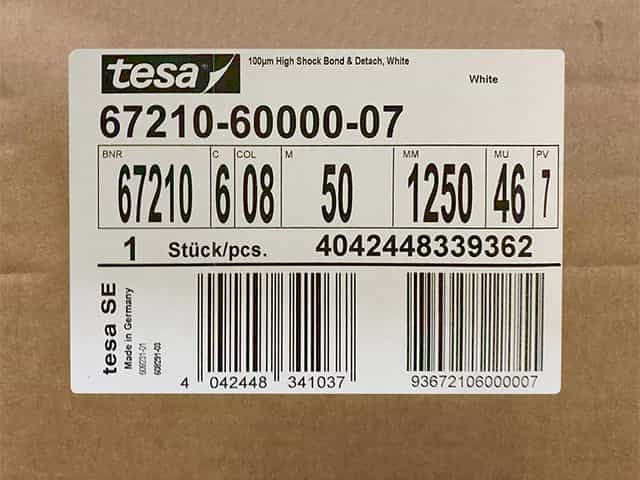 tesa
100µm High Shock Bond & Detach, White
White
67210-60000-07
BNR C COL M MM MU PV
67210 6 08 50 1250 46 7
1 Stück/pcs. 4042448339362
tesa SE
Made in Germany
4 042448 341037
93672106000007